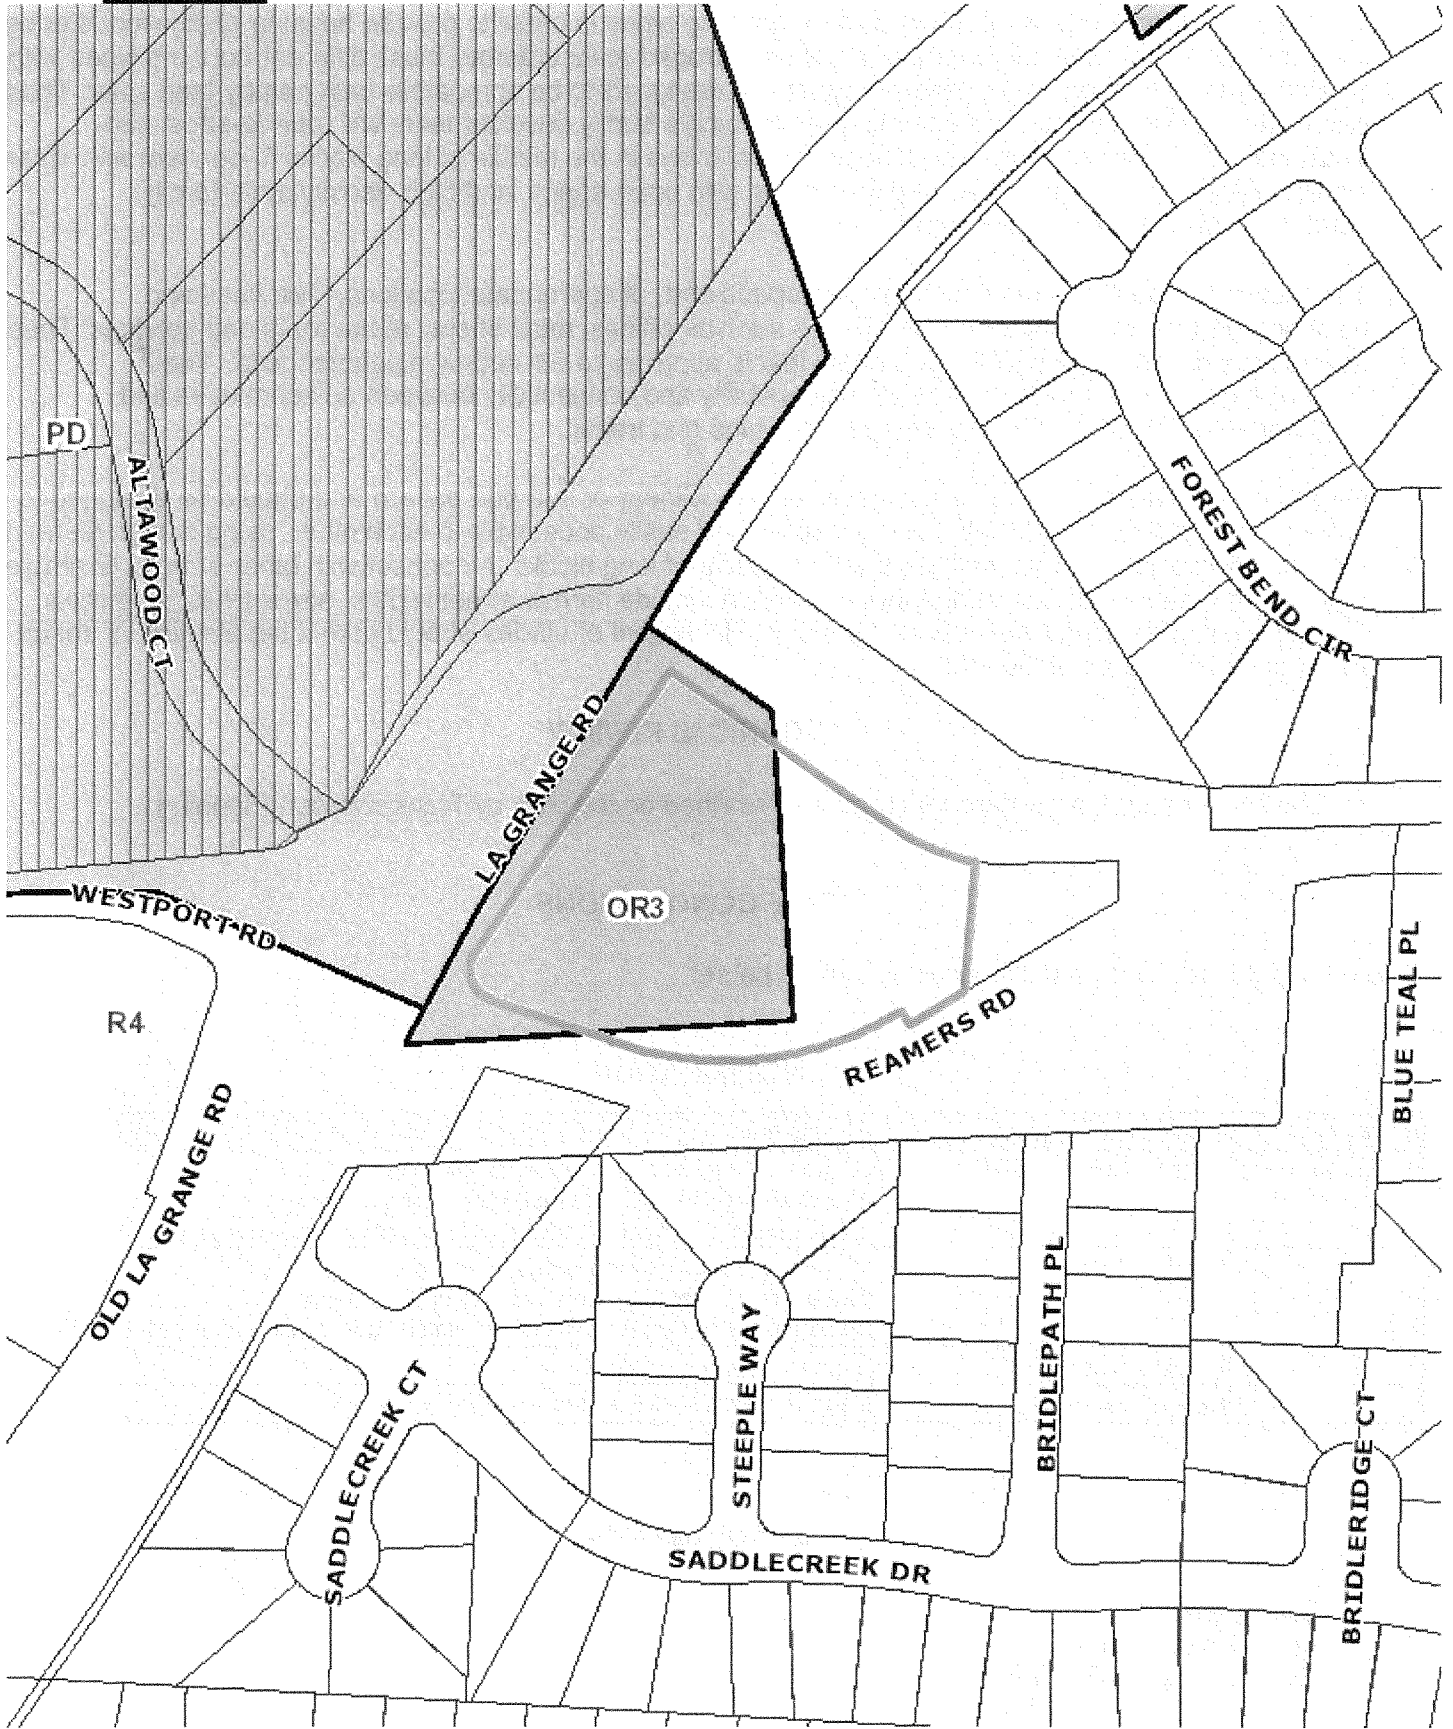 PD
ALTAWOOD CT
FOREST BEND CIR
LA GRANGE RD
OR3
WESTPORT RD
R4
REAMERS RD
BLUE TEAL PL
OLD LA GRANGE RD
SADDLECREEK CT
STEEPLE WAY
BRIDLEPATH PL
BRIDLERIDGE CT
SADDLECREEK DR